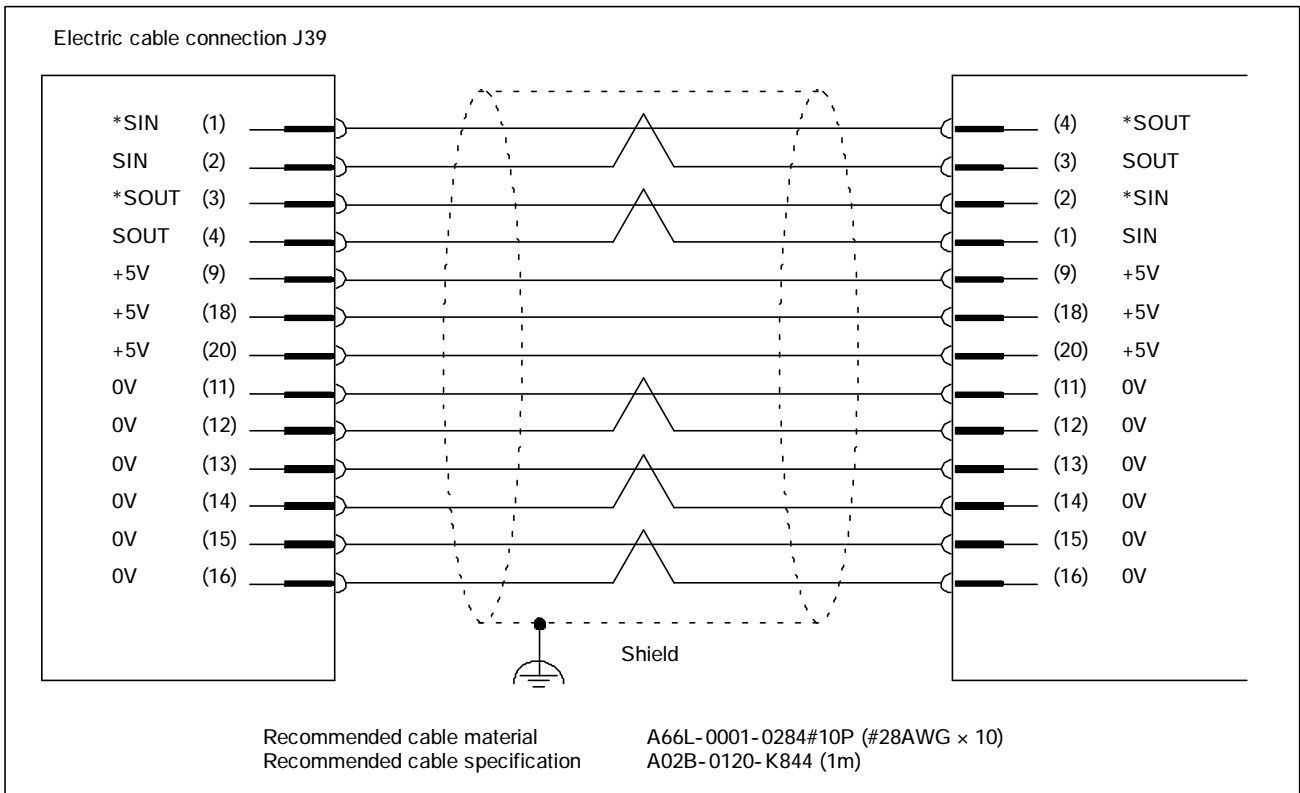 Electric cable connection J39
*SIN (1) (4) *SOUT
SIN (2) (3) SOUT
*SOUT (3) (2) *SIN
SOUT (4) (1) SIN
+5V (9) (9) +5V
+5V (18) (18) +5V
+5V (20) (20) +5V
0V (11) (11) 0V
0V (12) (12) 0V
0V (13) (13) 0V
0V (14) (14) 0V
0V (15) (15) 0V
0V (16) (16) 0V
Shield
Recommended cable material A66L-0001-0284#10P (#28AWG × 10)
Recommended cable specification A02B-0120-K844 (1m)